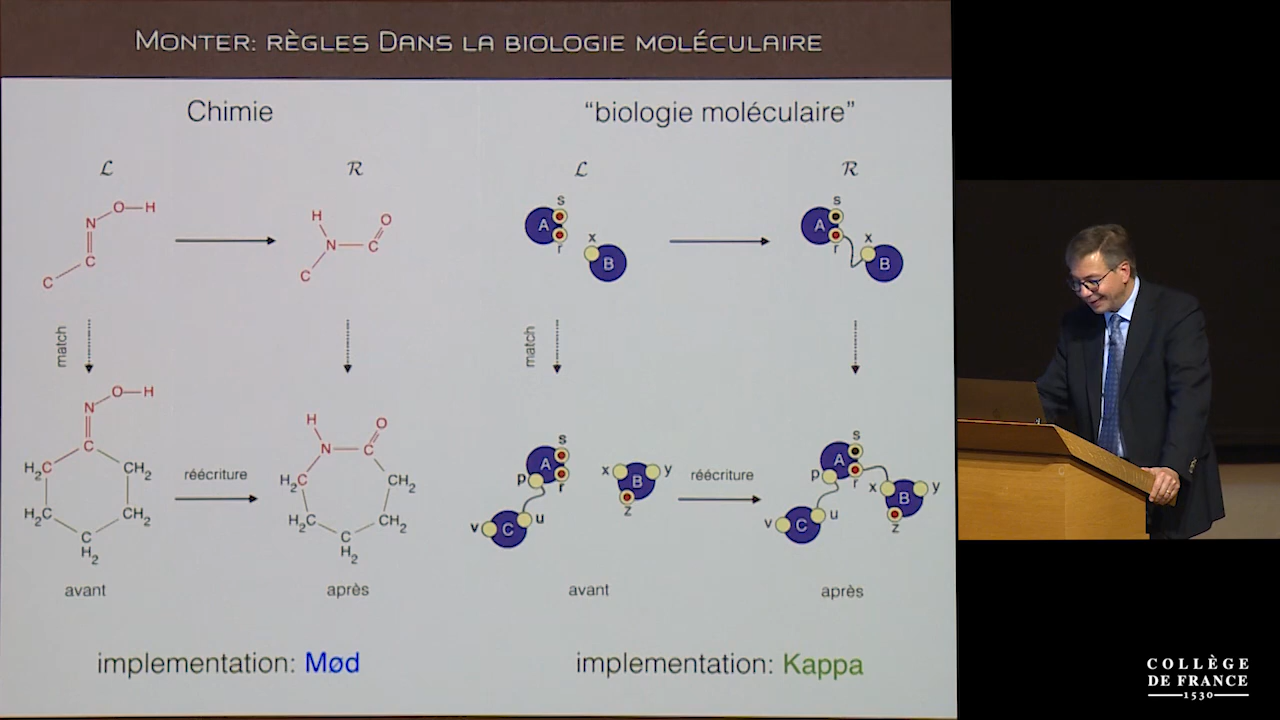 MONTER: RÈGLES DANS LA BIOLOGIE MOLÉCULAIRE
Chimie
“biologie moléculaire”
L
R
L
R
O—H
N
C
C
H
O
N
C
C
s
A
r
x
B
s
A
r
x
B
match
match
O—H
N
C
H2C
CH2
H2C
CH2
C
H2
réécriture
H
O
N
C
H2C
CH2
H2C
CH2
C
H2
s
A
p
r
v
C
u
x
B
y
z
réécriture
s
A
p
r
x
B
y
v
C
u
z
avant
après
avant
après
implementation: Mød
implementation: Kappa
COLLÈGE
DE FRANCE
1530